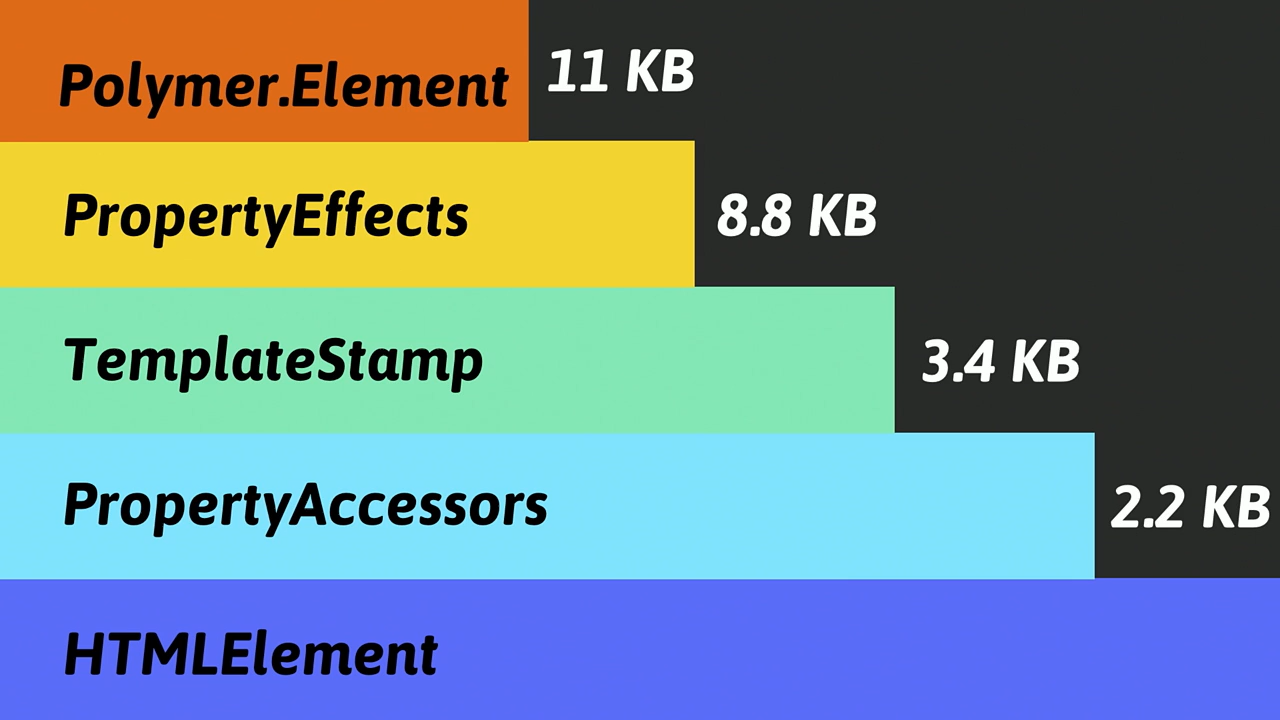 Polymer.Element 11 KB
PropertyEffects 8.8 KB
TemplateStamp 3.4 KB
PropertyAccessors 2.2 KB
HTMLElement